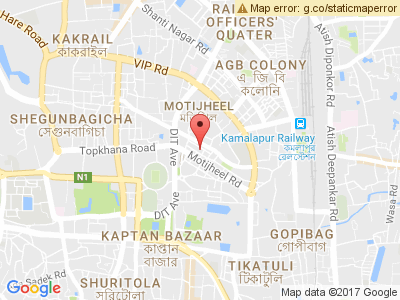 Map error: g.co/staticmaperror
RAIL
OFFICERS'
QUATER
Shanti Nagar Rd
Hare Road
KAKRAIL
কাকরাইল
VIP Rd
AGB COLONY
এ জি বি
কলোনি
Atish Diponkor Rd
MOTIJHEEL
মতিঝিল
SHEGUNBAGICHA
সেগুনবাগিচা
DIT Ave
Kamalapur Railway
কমলাপুর
রেলস্টেশন
Topkhana Road
Motijheel Rd
Atish Deepankar Rd
N1
DIT Ave
Wasa Rd
KAPTAN BAZAAR
কাপ্তান
বাজার
GOPIBAG
গোপীবাগ
TIKATULI
টিকাটুলি
Sadek Rd
SHURITOLA
সুরিটোলা
Google
Map data ©2017 Google